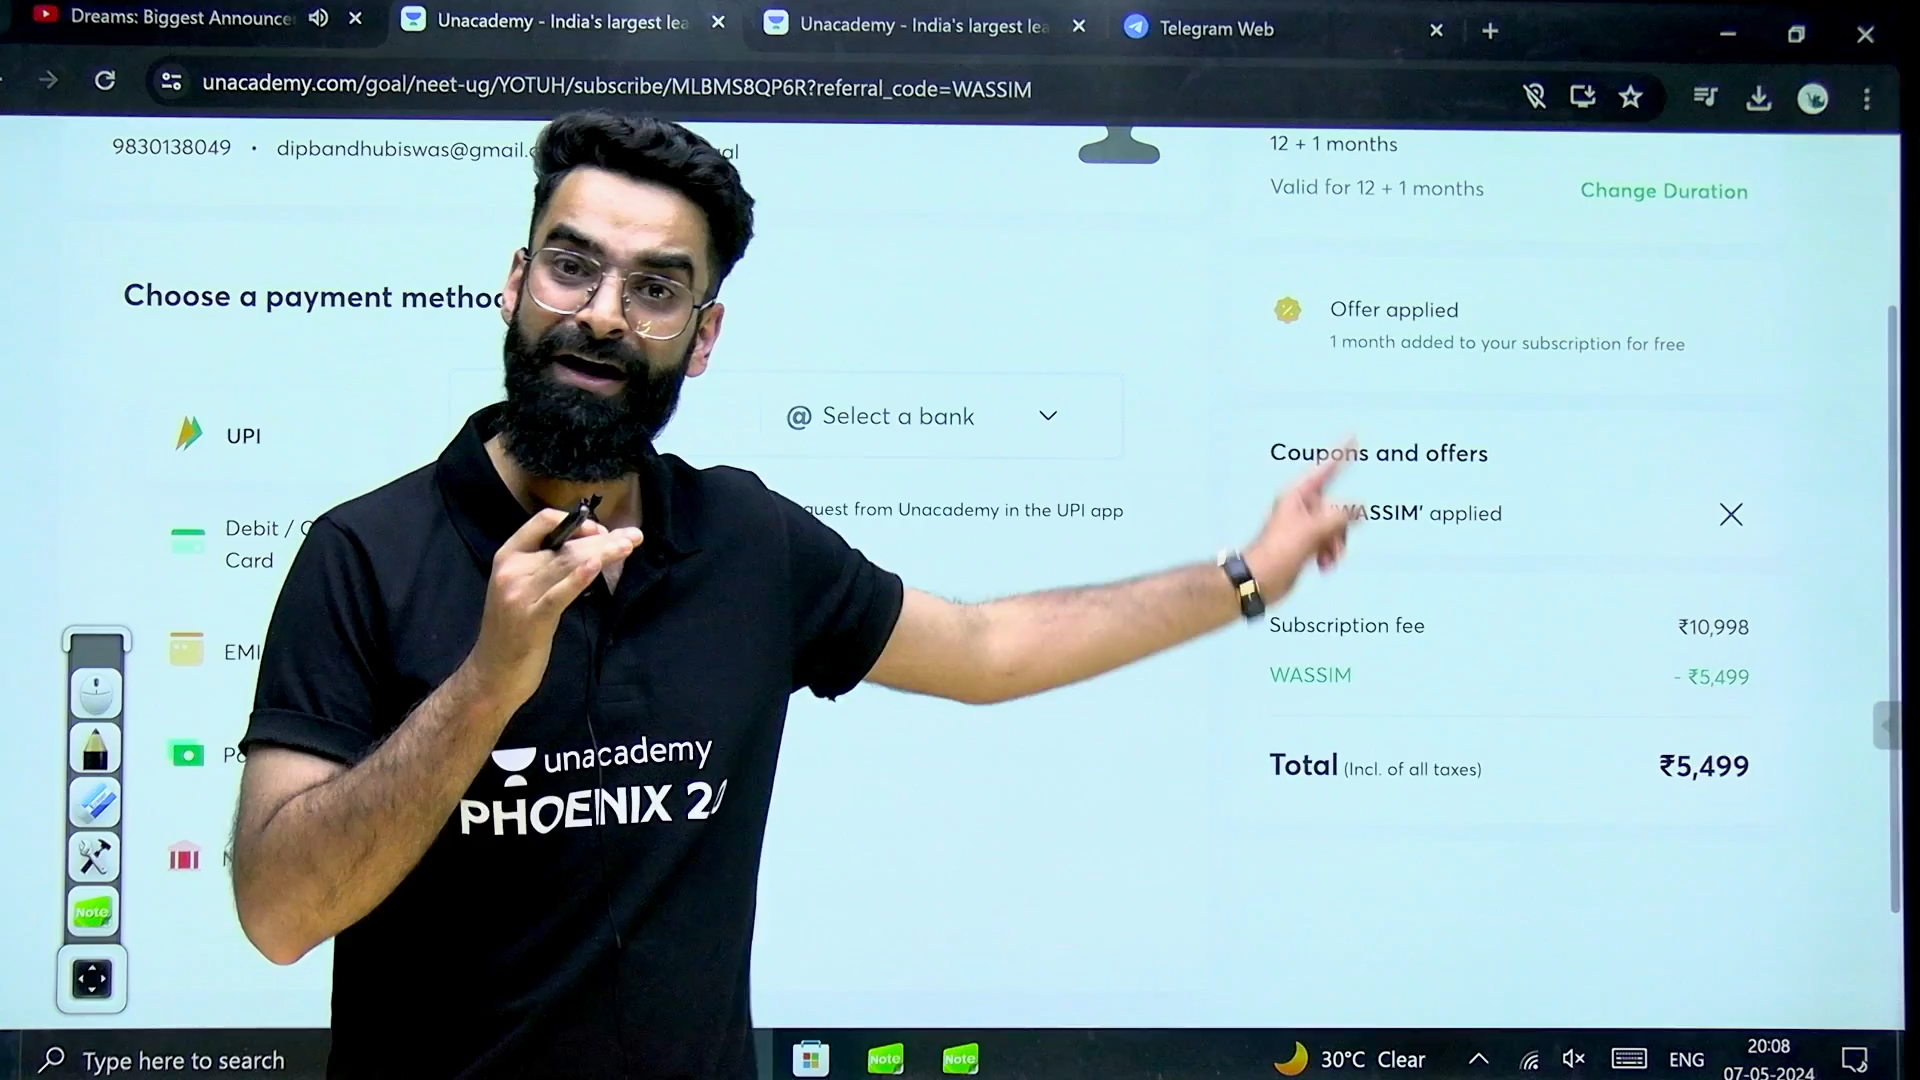 Dreams: Biggest Announce
Unacademy - India's largest lea
Unacademy - India's largest lea
Telegram Web
unacademy.com/goal/neet-ug/YOTUH/subscribe/MLBMS8QP6R?referral_code=WASSIM
9830138049 • dipbandhubiswas@gmail.
12 + 1 months
Valid for 12 + 1 months
Change Duration
Choose a payment method
Offer applied
1 month added to your subscription for free
UPI
@ Select a bank
Coupons and offers
from Unacademy in the UPI app
'WASSIM' applied
Debit /
Card
Subscription fee
₹10,998
EMI
WASSIM
- ₹5,499
unacademy
PHOENIX 2.0
Total (Incl. of all taxes)
₹5,499
Note
Type here to search
Note
Note
30°C Clear
ENG
20:08
07-05-2024